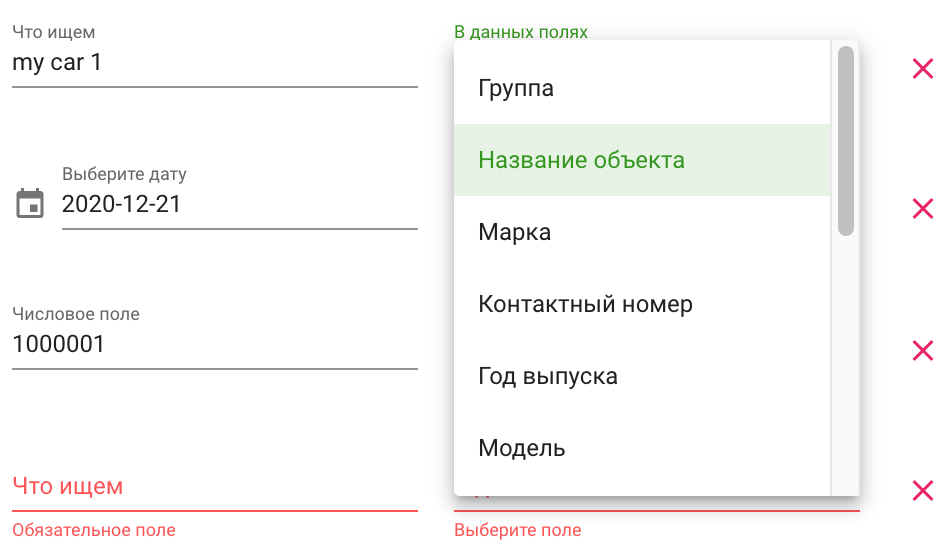 Что ищем
my car 1
В данных полях
Группа
Название объекта
Выберите дату
2020-12-21
Марка
Числовое поле
1000001
Контактный номер
Год выпуска
Модель
Что ищем
Обязательное поле
Выберите поле